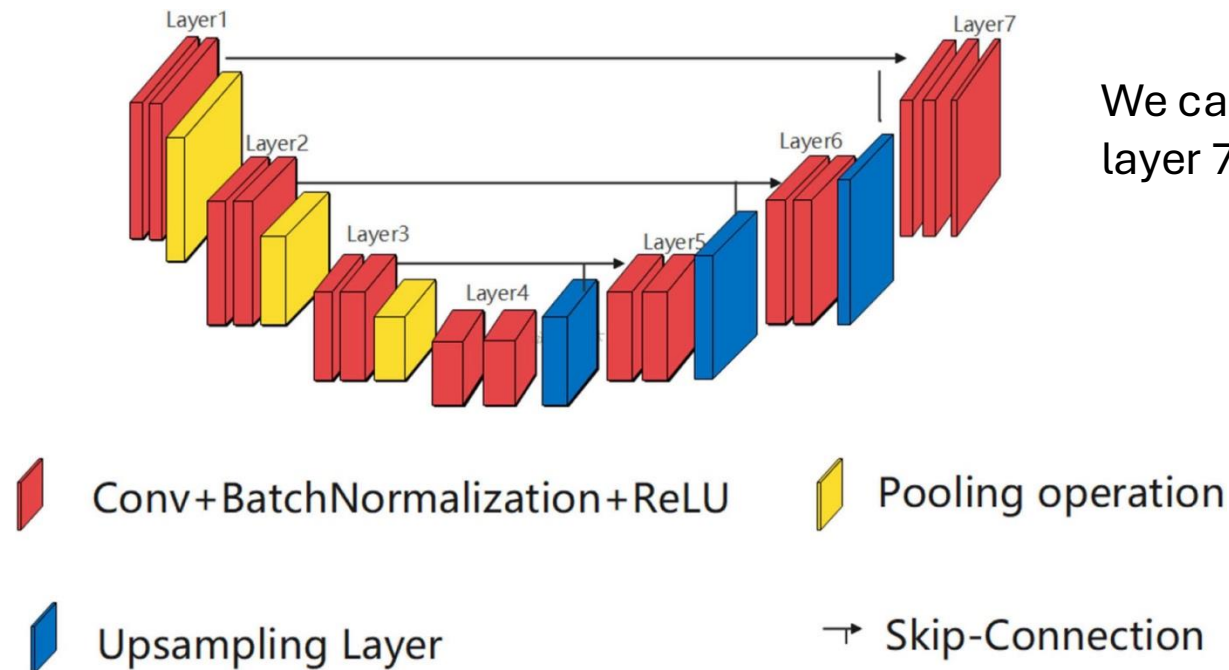 Layer1
Layer7
We ca
layer 7
Layer2
Layer6
Layer3
Layer5
Layer4
Conv+BatchNormalization+ReLU
Pooling operation
Upsampling Layer
Skip-Connection